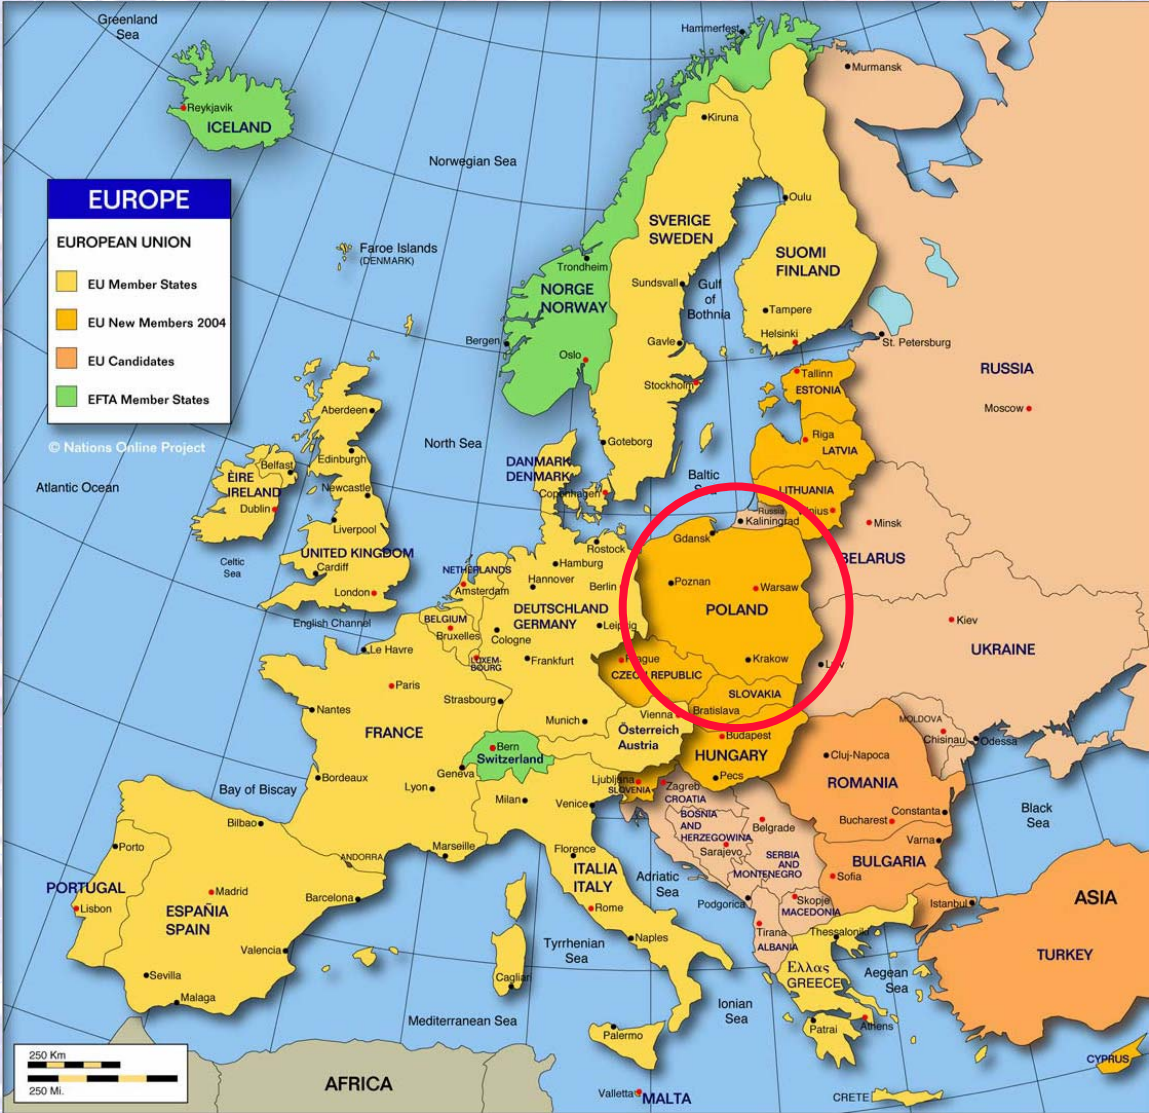 Greenland
Sea
Hammerfest
Murmansk
Reykjavik
ICELAND
Kiruna
Norwegian Sea
EUROPE
EUROPEAN UNION
EU Member States
EU New Members 2004
EU Candidates
EFTA Member States
© Nations Online Project
Faroe Islands
(DENMARK)
Oulu
SVERIGE
SWEDEN
SUOMI
FINLAND
Trondheim
NORGE
NORWAY
Sundsvall
Gulf
of
Bothnia
Tampere
Helsinki
St. Petersburg
Bergen
Oslo
Gavle
Stockholm
Tallinn
ESTONIA
RUSSIA
Moscow
Aberdeen
North Sea
Goteborg
Riga
LATVIA
Edinburgh
Belfast
ÈIRE
IRELAND
Dublin
Newcastle
Liverpool
Atlantic Ocean
DANMARK
DENMARK
Copenhagen
Baltic
LITHUANIA
Russia
Kaliningrad
Minsk
BELARUS
Gdansk
Celtic
Sea
UNITED KINGDOM
Cardiff
London
English Channel
NETHERLANDS
Amsterdam
Rostock
Hamburg
Hannover
Berlin
DEUTSCHLAND
GERMANY
Leipzig
Poznan
Warsaw
POLAND
Krakow
Kiev
UKRAINE
BELGIUM
Bruxelles
Cologne
LUXEM-
BOURG
Frankfurt
Le Havre
Paris
Strasbourg
Prague
CZECH REPUBLIC
SLOVAKIA
Bratislava
Nantes
FRANCE
Munich
Vienna
Österreich
Austria
Budapest
HUNGARY
Pecs
MOLDOVA
Chisinau
Odessa
Cluj-Napoca
ROMANIA
Bern
Switzerland
Geneva
Bordeaux
Lyon
Bay of Biscay
Milan
Venice
Ljubljana
SLOVENIA
Zagreb
CROATIA
BOSNIA
AND
HERZEGOWINA
Sarajevo
Belgrade
SERBIA
AND
MONTENEGRO
Bucharest
Constanta
Black
Sea
Varna
BULGARIA
Sofia
Bilbao
Porto
ANDORRA
Marseille
Florence
ITALIA
ITALY
Adriatic
Sea
Podgorica
Skopje
MACEDONIA
Tirana
ALBANIA
Istanbul
ASIA
TURKEY
PORTUGAL
Lisbon
Madrid
ESPAÑIA
SPAIN
Barcelona
Valencia
Rome
Naples
Thessalonila
Ελλας
GREECE
Aegean
Sea
Tyrrhenian
Sea
Cagliari
Sevilla
Malaga
Mediterranean Sea
Ionian
Sea
Palermo
Patrai
Athens
CYPRUS
250 Km
250 Mi.
AFRICA
Valletta
MALTA
CRETE